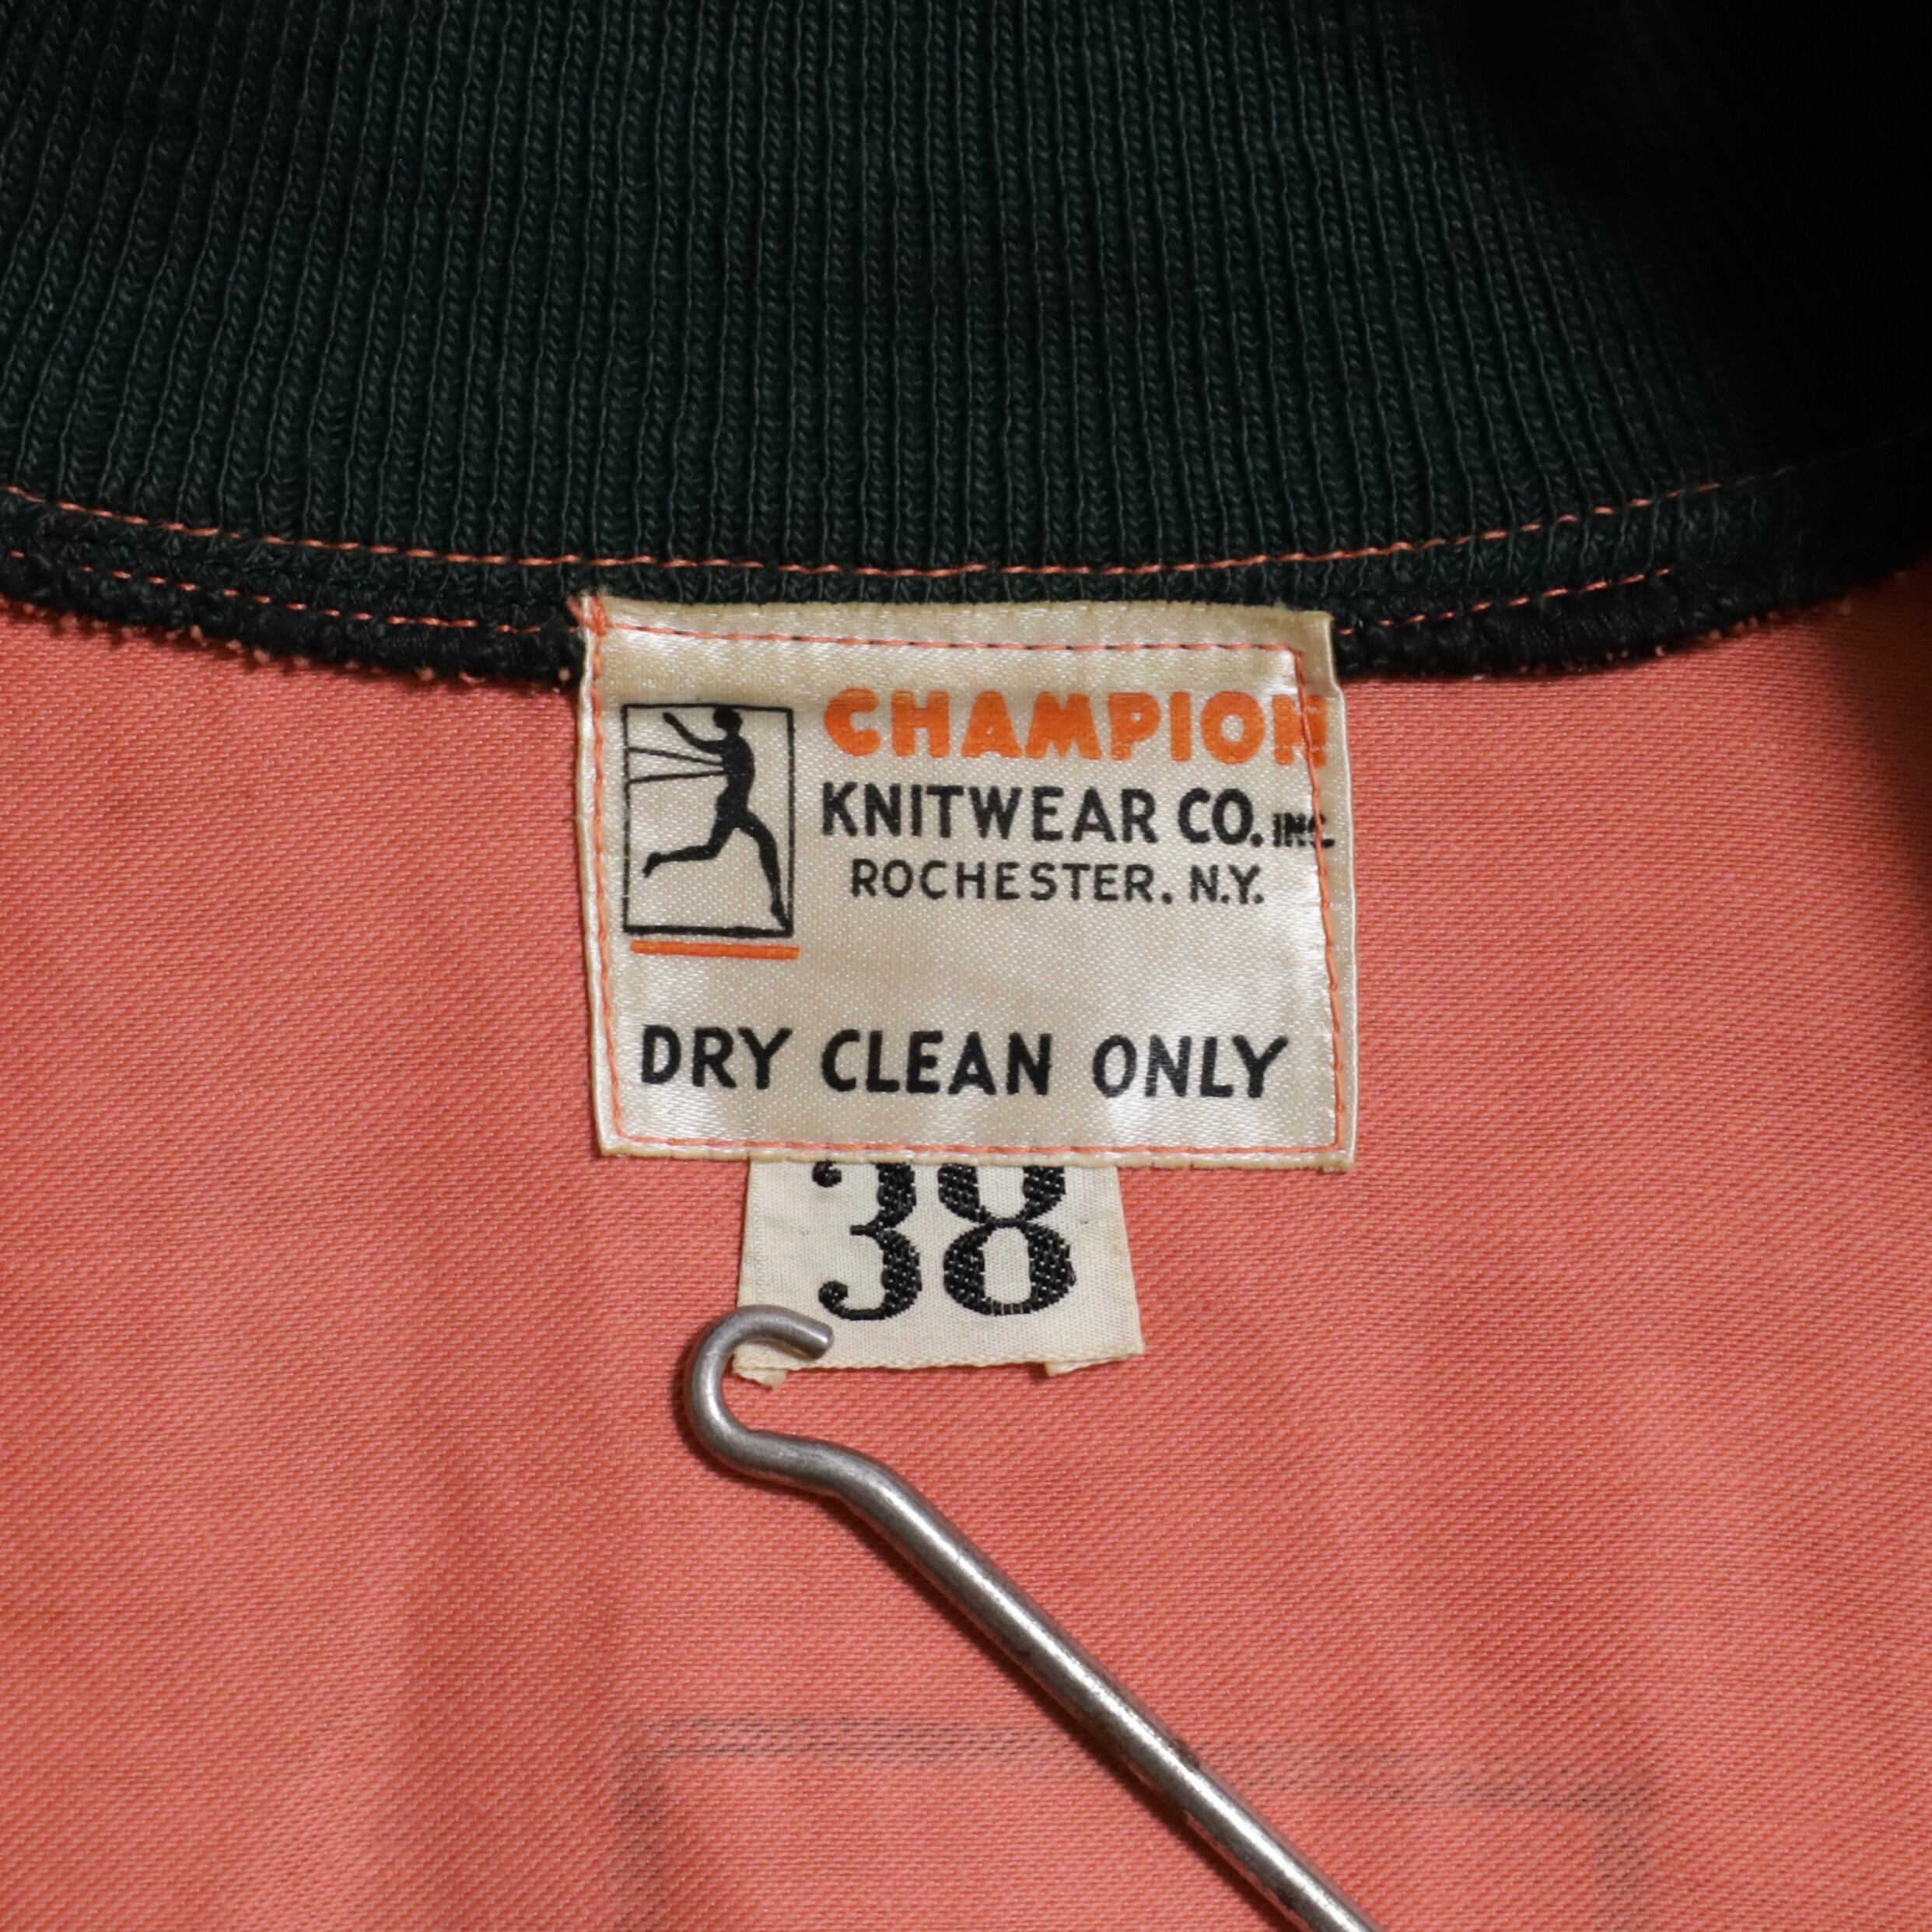 CHAMPION
KNITWEAR CO. INC.
ROCHESTER. N.Y.
DRY CLEAN ONLY
38